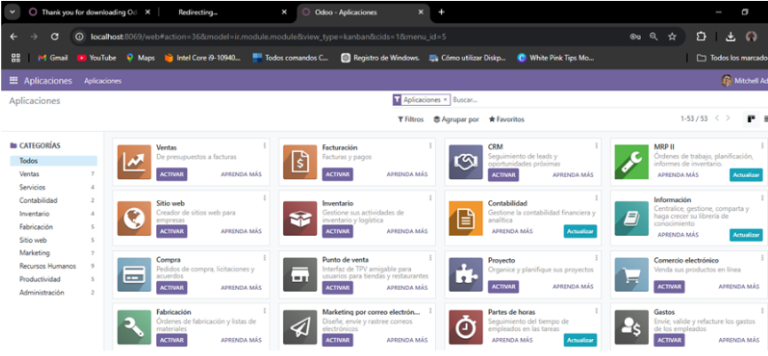 Thank you for downloading Od
Redirecting...
Odoo - Aplicaciones
localhost:8069/web#action=36&model=ir.module.module&view_type=kanban&cids=1&menu_id=5
Gmail
YouTube
Maps
Intel Core i9-10940...
Todos comandos C...
Registro de Windows.
Cómo utilizar Diskp...
White Pink Tips Mo...
Todos los marcado
Aplicaciones
Aplicaciones
Mitchell Ad
Aplicaciones
Aplicaciones
Buscar...
Filtros
Agrupar por
Favoritos
1-53 / 53
CATEGORÍAS
Todos
Ventas 7
Servicios 4
Contabilidad 2
Inventario 4
Fabricación 5
Sitio web 5
Marketing 7
Recursos Humanos 9
Productividad 5
Administración 2
Ventas
De presupuestos a facturas
ACTIVAR APRENDA MÁS
Facturación
Facturas y pagos
ACTIVAR APRENDA MÁS
CRM
Seguimiento de leads y
oportunidades próximas
ACTIVAR APRENDA MÁS
MRP II
Órdenes de trabajo, planificación,
informes de inventario.
APRENDA MÁS Actualizar
Sitio web
Creador de sitios web para
empresas
ACTIVAR APRENDA MÁS
Inventario
Gestione sus actividades de
inventario y logística
ACTIVAR APRENDA MÁS
Contabilidad
Gestione la contabilidad financiera y
analítica
APRENDA MÁS Actualizar
Información
Centralice, gestione, comparta y
haga crecer su librería de
conocimiento
APRENDA MÁS Actualizar
Compra
Pedidos de compra, licitaciones y
acuerdos
ACTIVAR APRENDA MÁS
Punto de venta
Interfaz de TPV amigable para
usuarios para tiendas y restaurantes
ACTIVAR APRENDA MÁS
Proyecto
Organice y planifique sus proyectos
ACTIVAR APRENDA MÁS
Comercio electrónico
Venda sus productos en línea
ACTIVAR APRENDA MÁS
Fabricación
Órdenes de fabricación y listas de
materiales
ACTIVAR APRENDA MÁS
Marketing por correo electrón...
Diseñe, envíe y rastree correos
electrónicos
ACTIVAR APRENDA MÁS
Partes de horas
Seguimiento del tiempo de
empleados en las tareas
APRENDA MÁS Actualizar
Gastos
Envíe, valide y refacture los gastos
de los empleados
ACTIVAR APRENDA MÁS